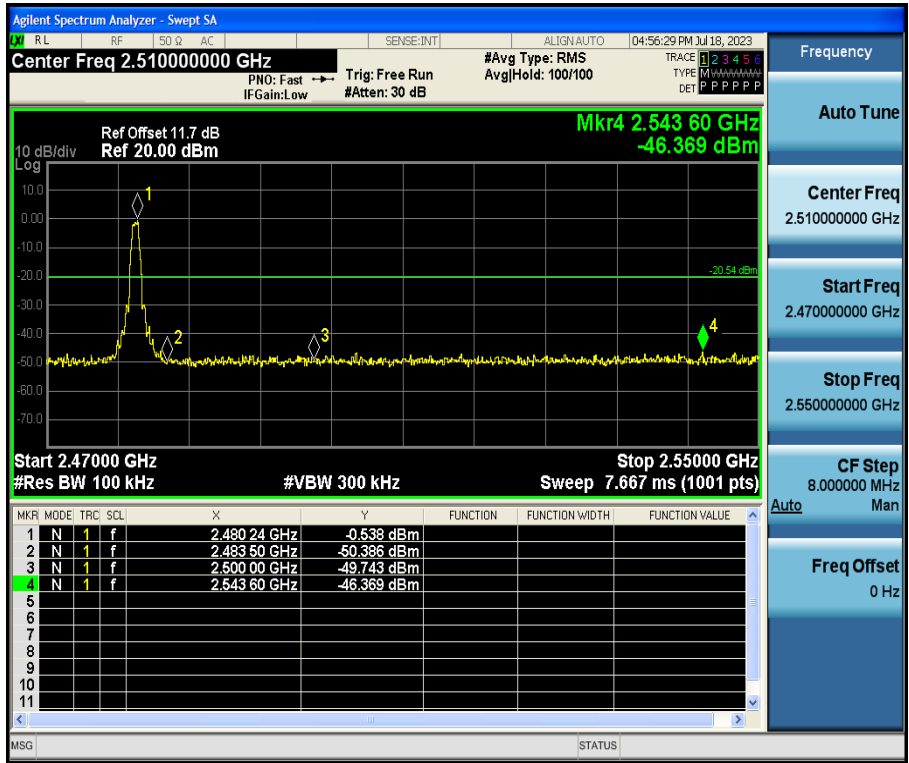 Agilent Spectrum Analyzer - Swept SA
LXI RL RF 50 Ω AC SENSE:INT ALIGNAUTO 04:56:29 PM Jul 18, 2023
Center Freq 2.510000000 GHz
PNO: Fast
IFGain:Low
Trig: Free Run
#Atten: 30 dB
#Avg Type: RMS
Avg|Hold: 100/100
TRACE 1 2 3 4 5 6
TYPE MWWWWW
DET P P P P P P
Frequency
Mkr4 2.543 60 GHz
-46.369 dBm
Ref Offset 11.7 dB
10 dB/div Ref 20.00 dBm
Log
10.0
0.00
-10.0
-20.0
-30.0
-40.0
-50.0
-60.0
-70.0
1
2
3
4
-20.54 dBm
Start 2.47000 GHz Stop 2.55000 GHz
#Res BW 100 kHz #VBW 300 kHz Sweep 7.667 ms (1001 pts)
MKR MODE TRC SCL X Y FUNCTION FUNCTION WIDTH FUNCTION VALUE
1 N 1 f 2.480 24 GHz -0.538 dBm
2 N 1 f 2.483 50 GHz -50.386 dBm
3 N 1 f 2.500 00 GHz -49.743 dBm
4 N 1 f 2.543 60 GHz -46.369 dBm
5
6
7
8
9
10
11
Auto Tune
Center Freq
2.510000000 GHz
Start Freq
2.470000000 GHz
Stop Freq
2.550000000 GHz
CF Step
8.000000 MHz
Auto Man
Freq Offset
0 Hz
MSG STATUS